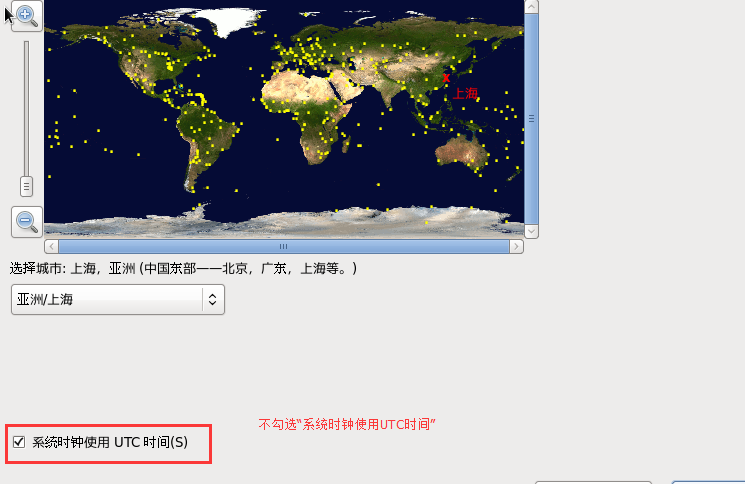 上海
选择城市: 上海，亚洲 (中国东部——北京，广东，上海等。)
亚洲/上海
不勾选“系统时钟使用UTC时间”
系统时钟使用 UTC 时间(S)